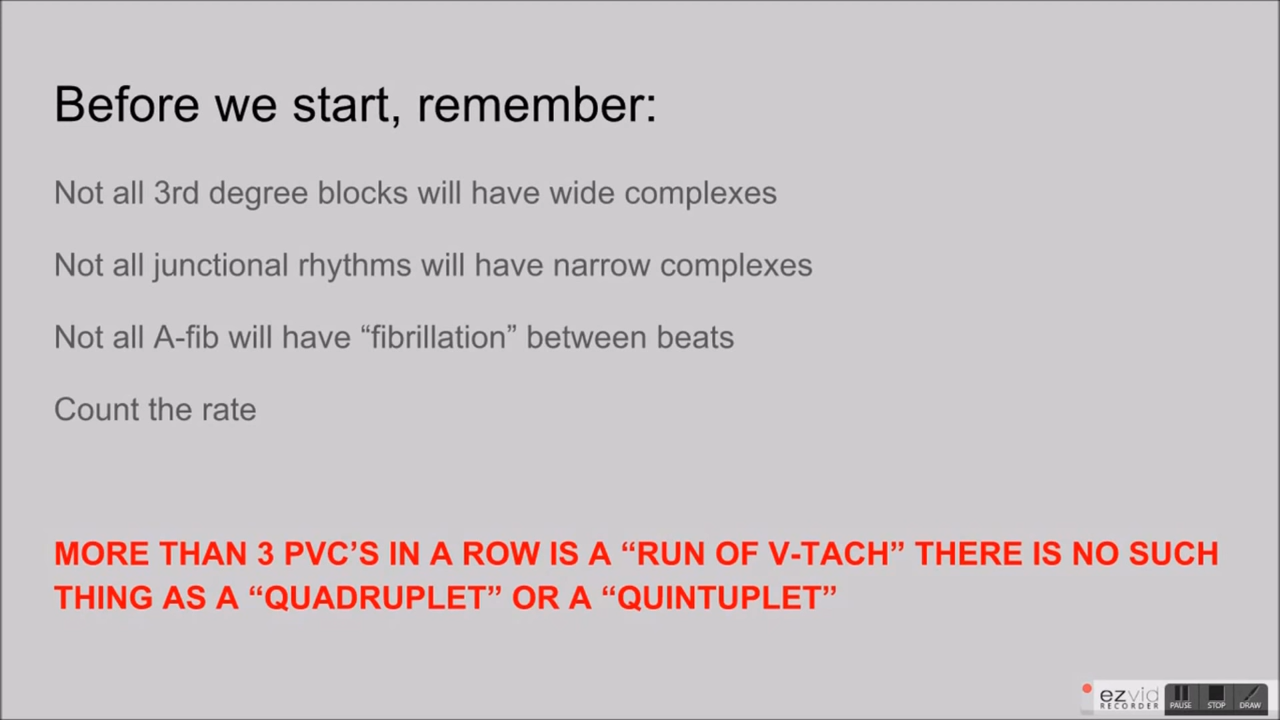 Before we start, remember:
Not all 3rd degree blocks will have wide complexes
Not all junctional rhythms will have narrow complexes
Not all A-fib will have “fibrillation” between beats
Count the rate
MORE THAN 3 PVC’S IN A ROW IS A “RUN OF V-TACH” THERE IS NO SUCH
THING AS A “QUADRUPLET” OR A “QUINTUPLET”
ezvid
RECORDER
PAUSE STOP DRAW